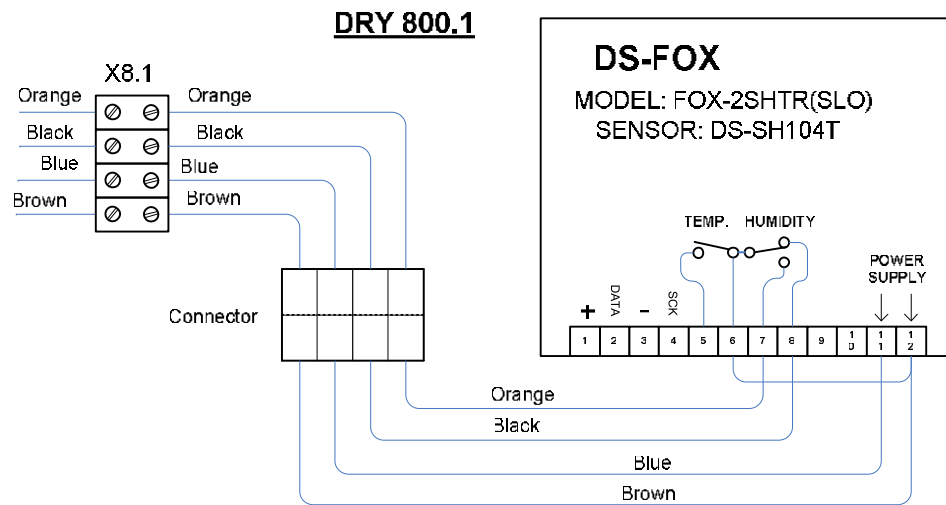 DRY 800.1
DS-FOX
MODEL: FOX-2SHTR(SLO)
SENSOR: DS-SH104T
X8.1
Orange Orange
Black Black
Blue Blue
Brown Brown
TEMP. HUMIDITY
POWER
SUPPLY
+ DATA - SCK
1 2 3 4 5 6 7 8 9 10 11 12
Connector
Orange
Black
Blue
Brown